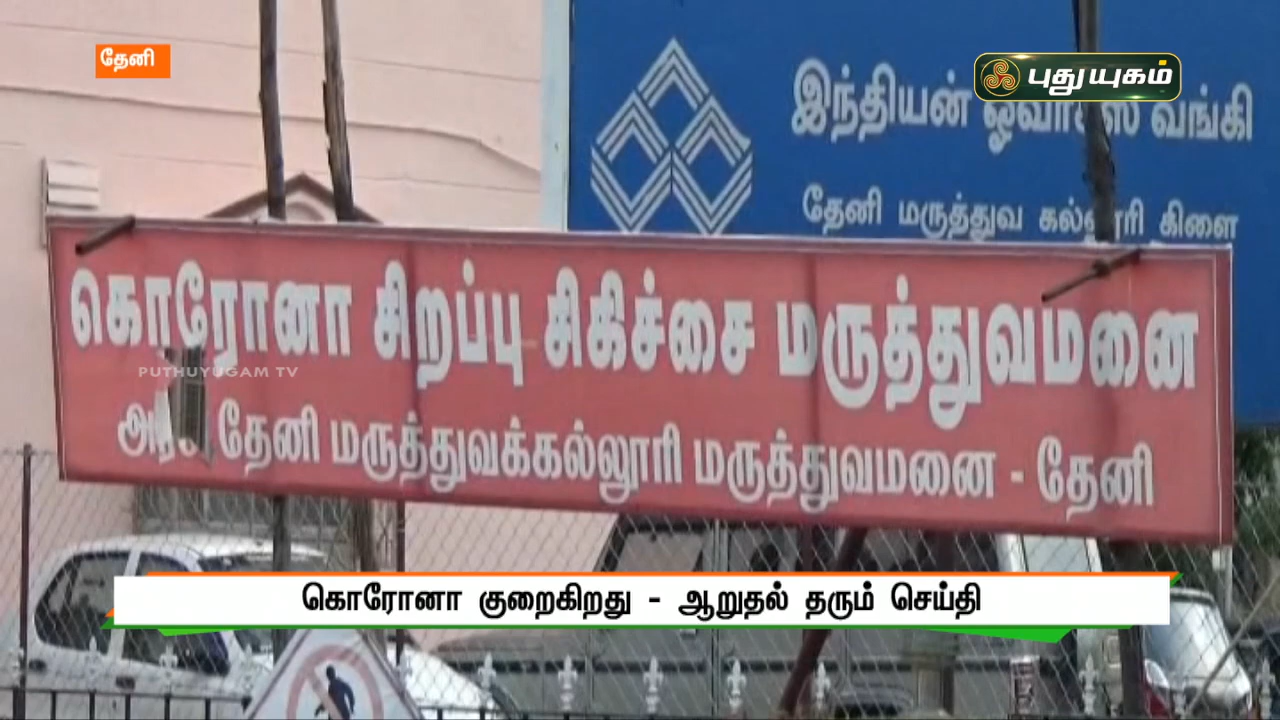 தேனி
புதுயுகம்
இந்தியன் ஓவர்சீஸ் வங்கி
தேனி மருத்துவ கல்லூரி கிளை
கொரோனா சிறப்பு சிகிச்சை மருத்துவமனை
PUTHUYUGAM TV
தேனி மருத்துவக்கல்லூரி மருத்துவமனை - தேனி
கொரோனா குறைகிறது - ஆறுதல் தரும் செய்தி